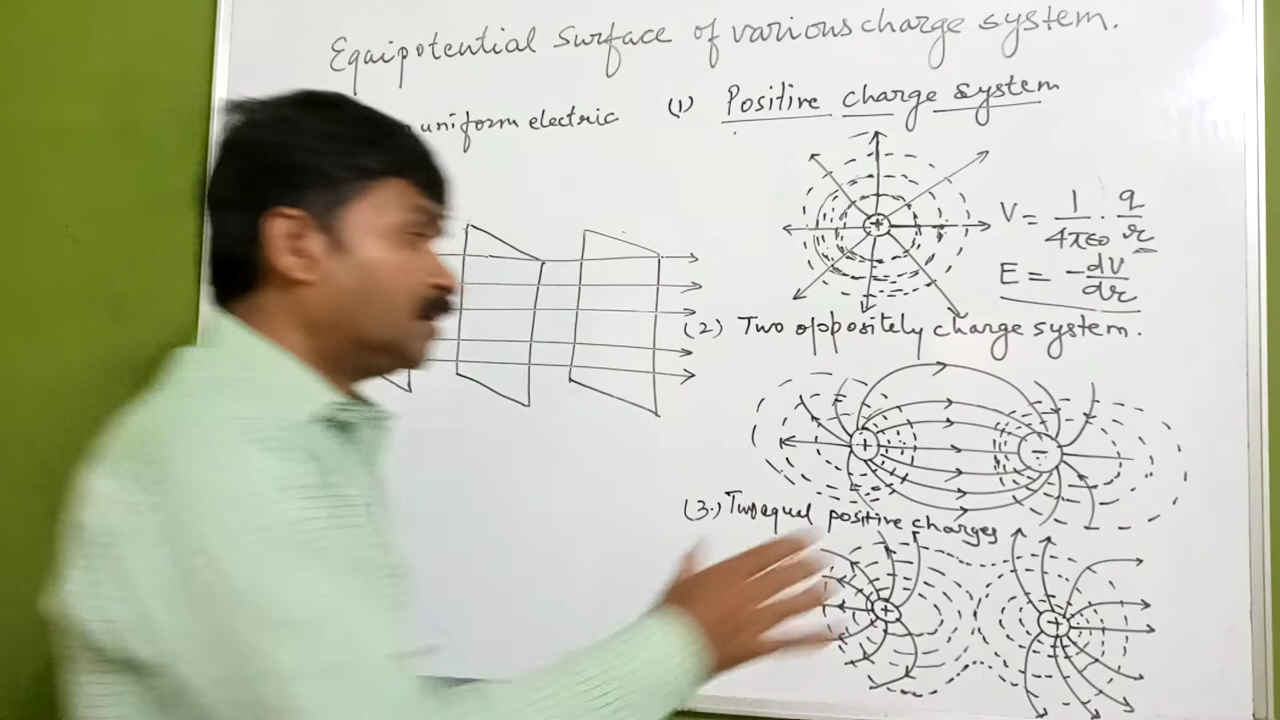 Equipotential surface of various charge system.
uniform electric
(1) Positive charge system
+
V = 1/4πε0 · q/r
E = -dV/dr
(2) Two oppositely charge system.
+ -
(3.) Two equal positive charges
+ +